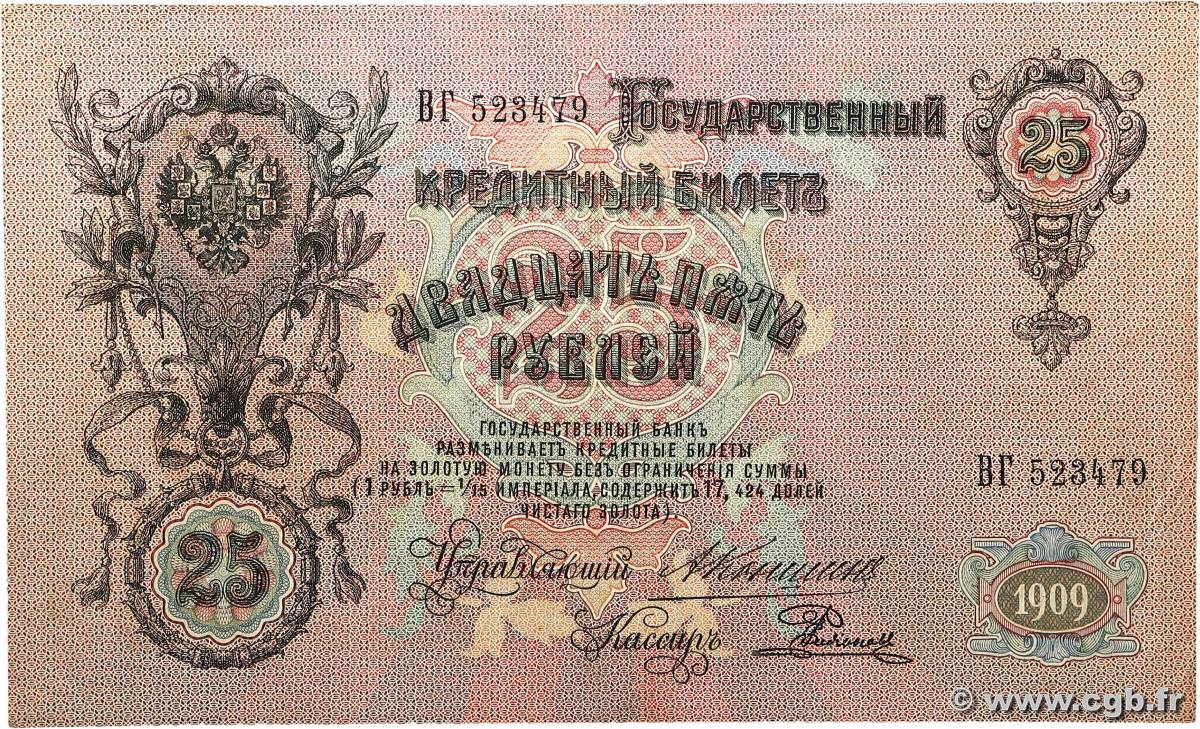 ВГ 523479 ГОСУДАРСТВЕННЫЙ
КРЕДИТНЫЙ БИЛЕТЪ
25
25
ДВАДЦАТЬ ПЯТЬ
РУБЛЕЙ
ГОСУДАРСТВЕННЫЙ БАНКЪ
РАЗМѢНИВАЕТЪ КРЕДИТНЫЕ БИЛЕТЫ
НА ЗОЛОТУЮ МОНЕТУ БЕЗЪ ОГРАНИЧЕНІЯ СУММЫ
(1 РУБЛЬ = 1/15 ИМПЕРІАЛА, СОДЕРЖИТЪ 17, 424 ДОЛЕЙ
ЧИСТАГО ЗОЛОТА).
ВГ 523479
25
Управляющій
Кассиръ
1909
© www.cgb.fr